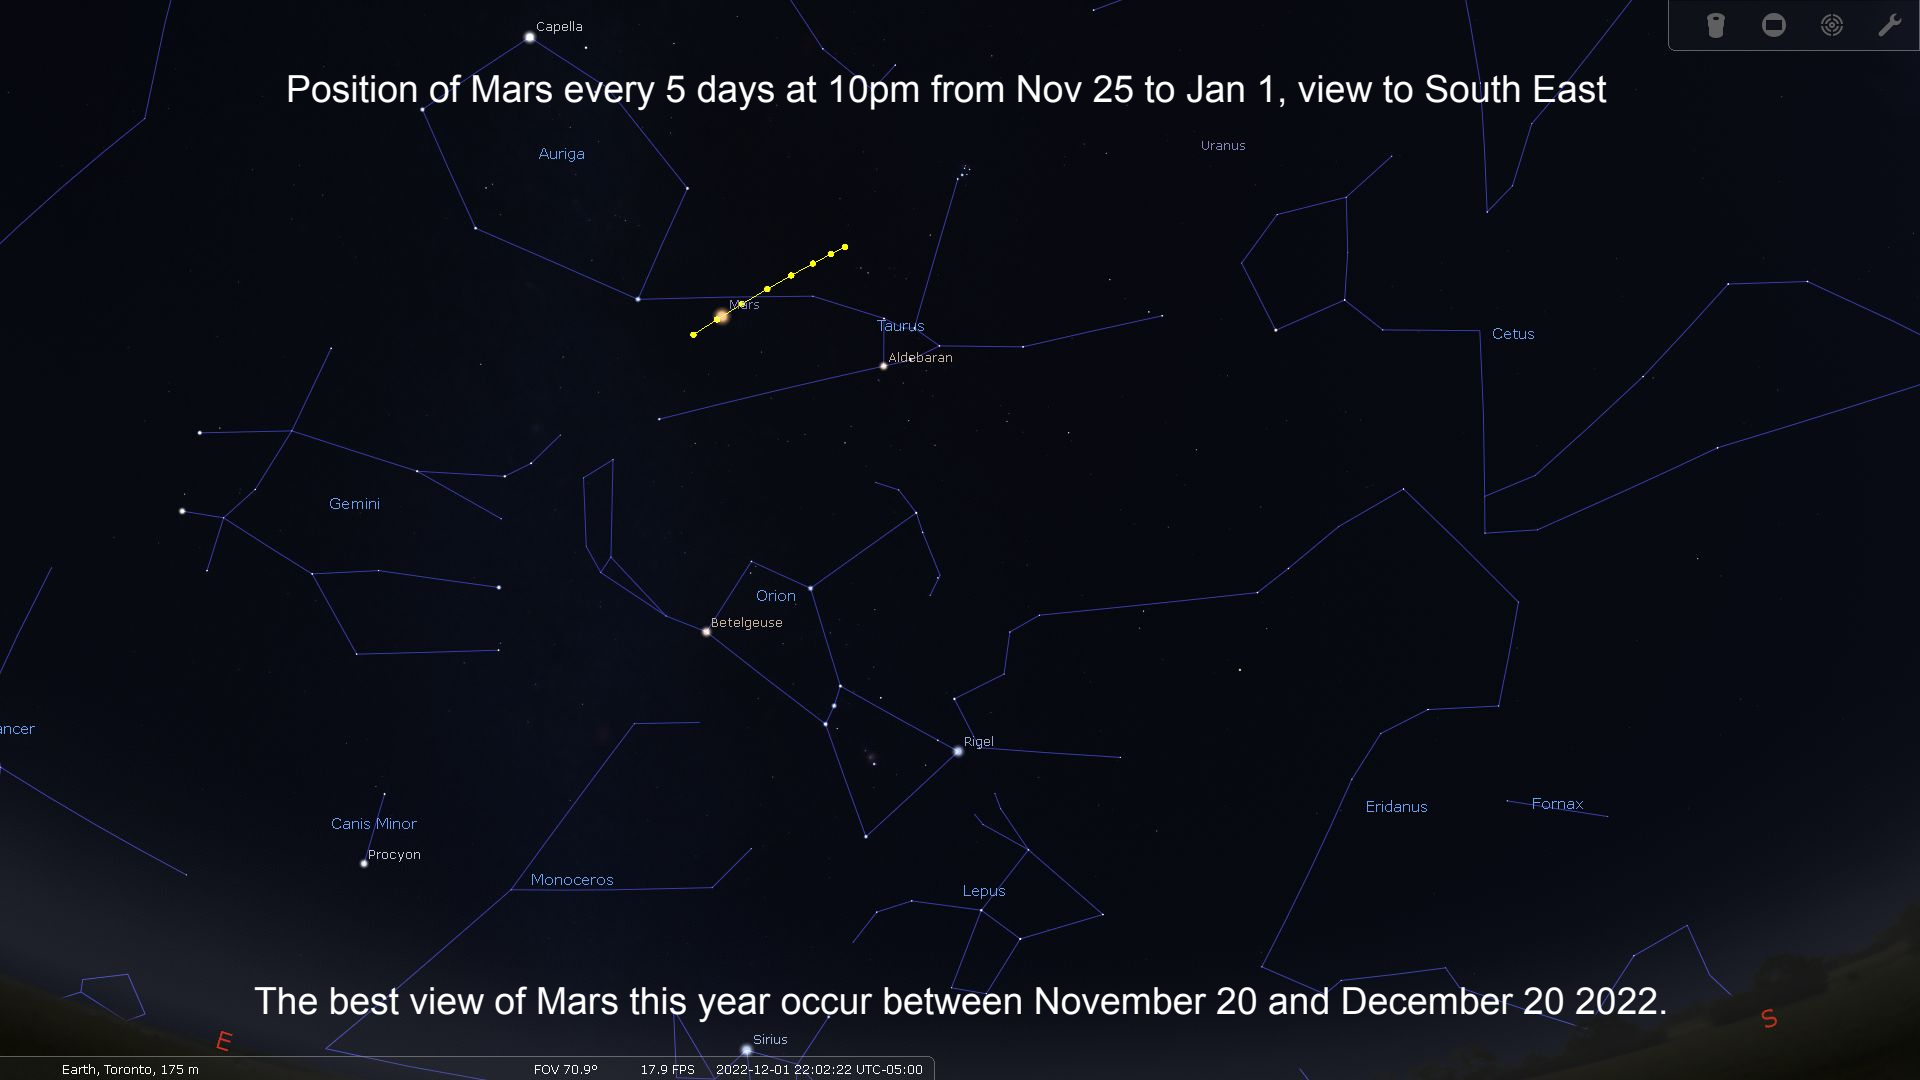 Capella
Position of Mars every 5 days at 10pm from Nov 25 to Jan 1, view to South East
Auriga
Uranus
Mars
Taurus
Cetus
Aldebaran
Gemini
Orion
Betelgeuse
ancer
Rigel
Eridanus
Fornax
Canis Minor
Procyon
Monoceros
Lepus
The best view of Mars this year occur between November 20 and December 20 2022.
E
S
Sirius
Earth, Toronto, 175 m FOV 70.9° 17.9 FPS 2022-12-01 22:02:22 UTC-05:00